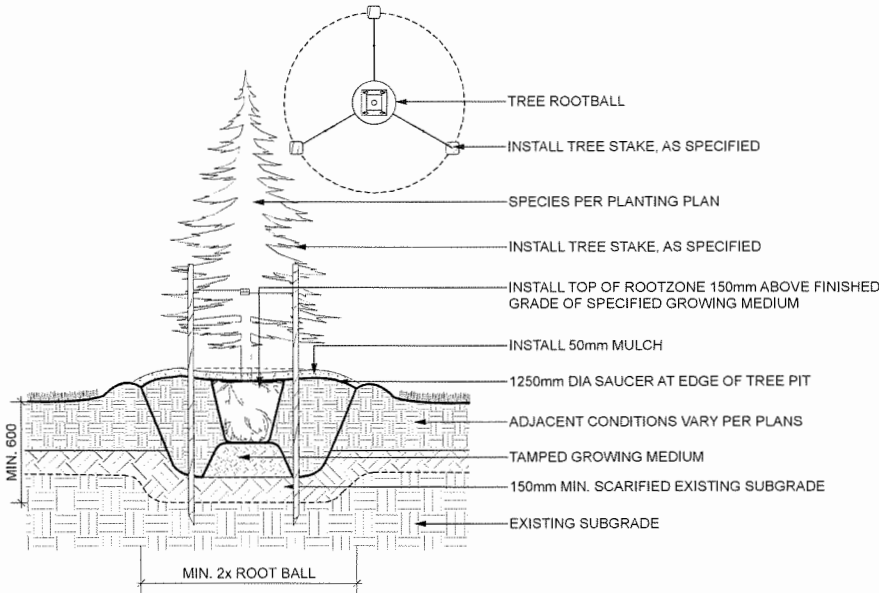 TREE ROOTBALL
INSTALL TREE STAKE, AS SPECIFIED
SPECIES PER PLANTING PLAN
INSTALL TREE STAKE, AS SPECIFIED
INSTALL TOP OF ROOTZONE 150mm ABOVE FINISHED
GRADE OF SPECIFIED GROWING MEDIUM
INSTALL 50mm MULCH
1250mm DIA SAUCER AT EDGE OF TREE PIT
ADJACENT CONDITIONS VARY PER PLANS
TAMPED GROWING MEDIUM
150mm MIN. SCARIFIED EXISTING SUBGRADE
EXISTING SUBGRADE
MIN. 600
MIN. 2x ROOT BALL